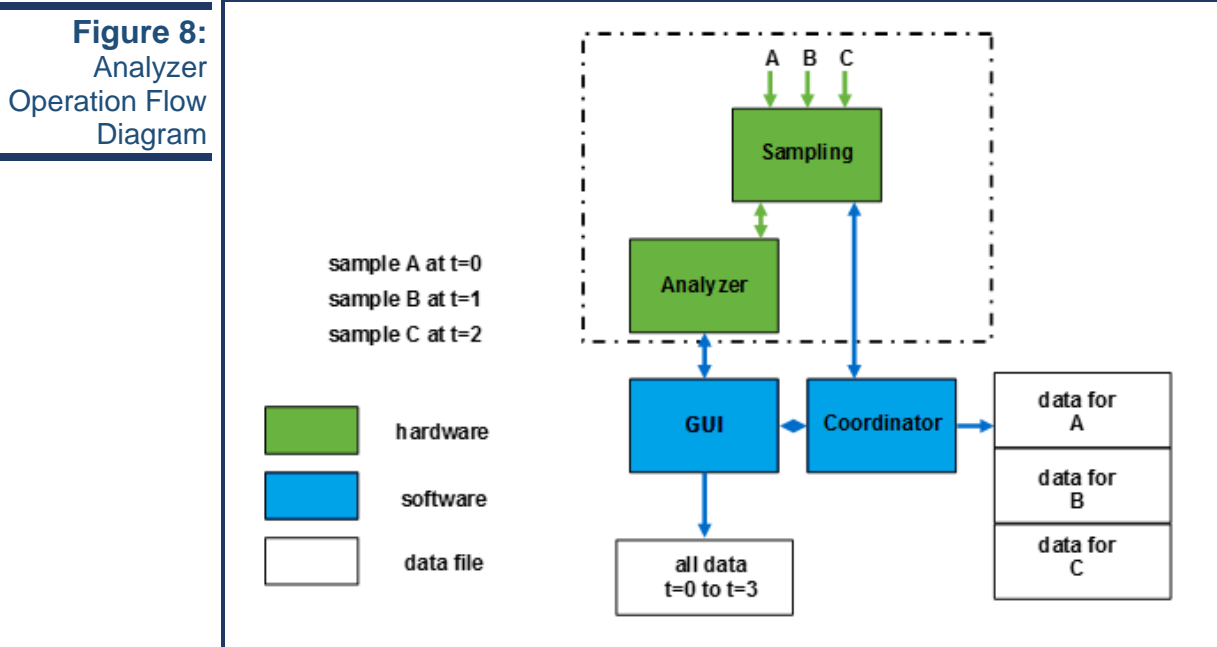 Figure 8:
Analyzer
Operation Flow
Diagram
A B C
Sampling
Analyzer
sample A at t=0
sample B at t=1
sample C at t=2
GUI
Coordinator
data for
A
data for
B
data for
C
hardware
software
data file
all data
t=0 to t=3